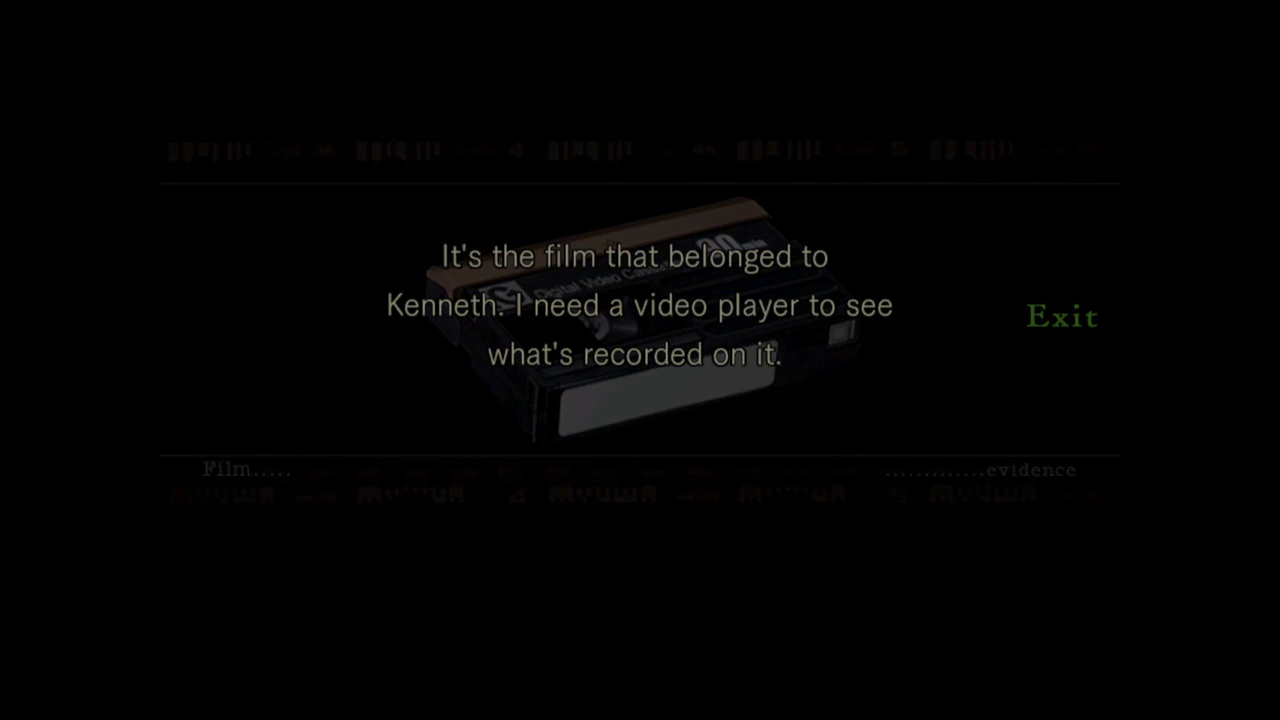 It's the film that belonged to
Kenneth. I need a video player to see
what's recorded on it.
Exit
Film..... .............evidence